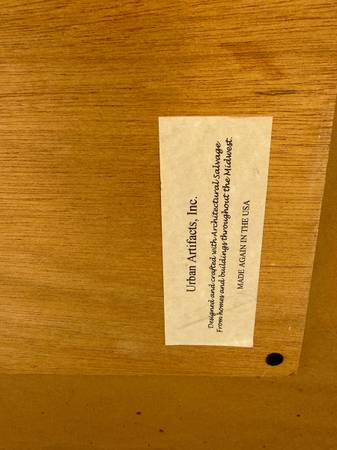 Urban Artifacts, Inc.
Designed and crafted with Architectural Salvage
From homes and buildings throughout the Midwest.
MADE AGAIN IN THE USA